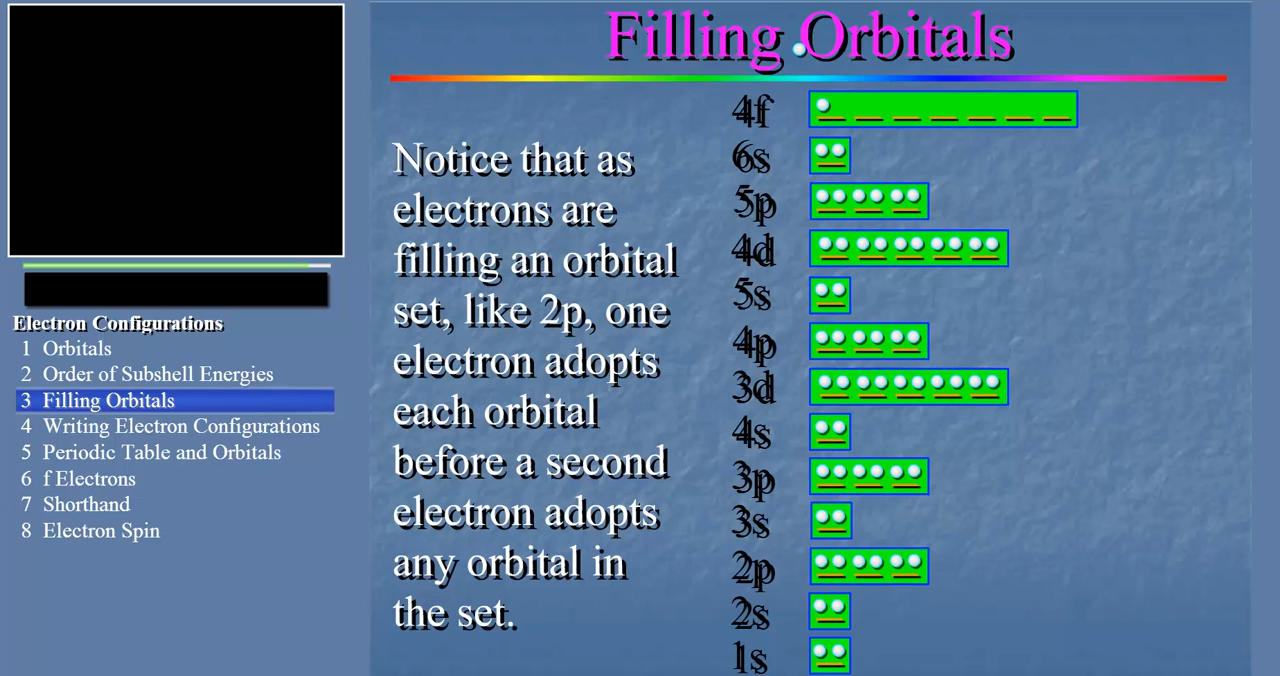 Filling Orbitals
Notice that as
electrons are
filling an orbital
set, like 2p, one
electron adopts
each orbital
before a second
electron adopts
any orbital in
the set.
4f
6s
5p
4d
5s
4p
3d
4s
3p
3s
2p
2s
1s
Electron Configurations
1 Orbitals
2 Order of Subshell Energies
3 Filling Orbitals
4 Writing Electron Configurations
5 Periodic Table and Orbitals
6 f Electrons
7 Shorthand
8 Electron Spin